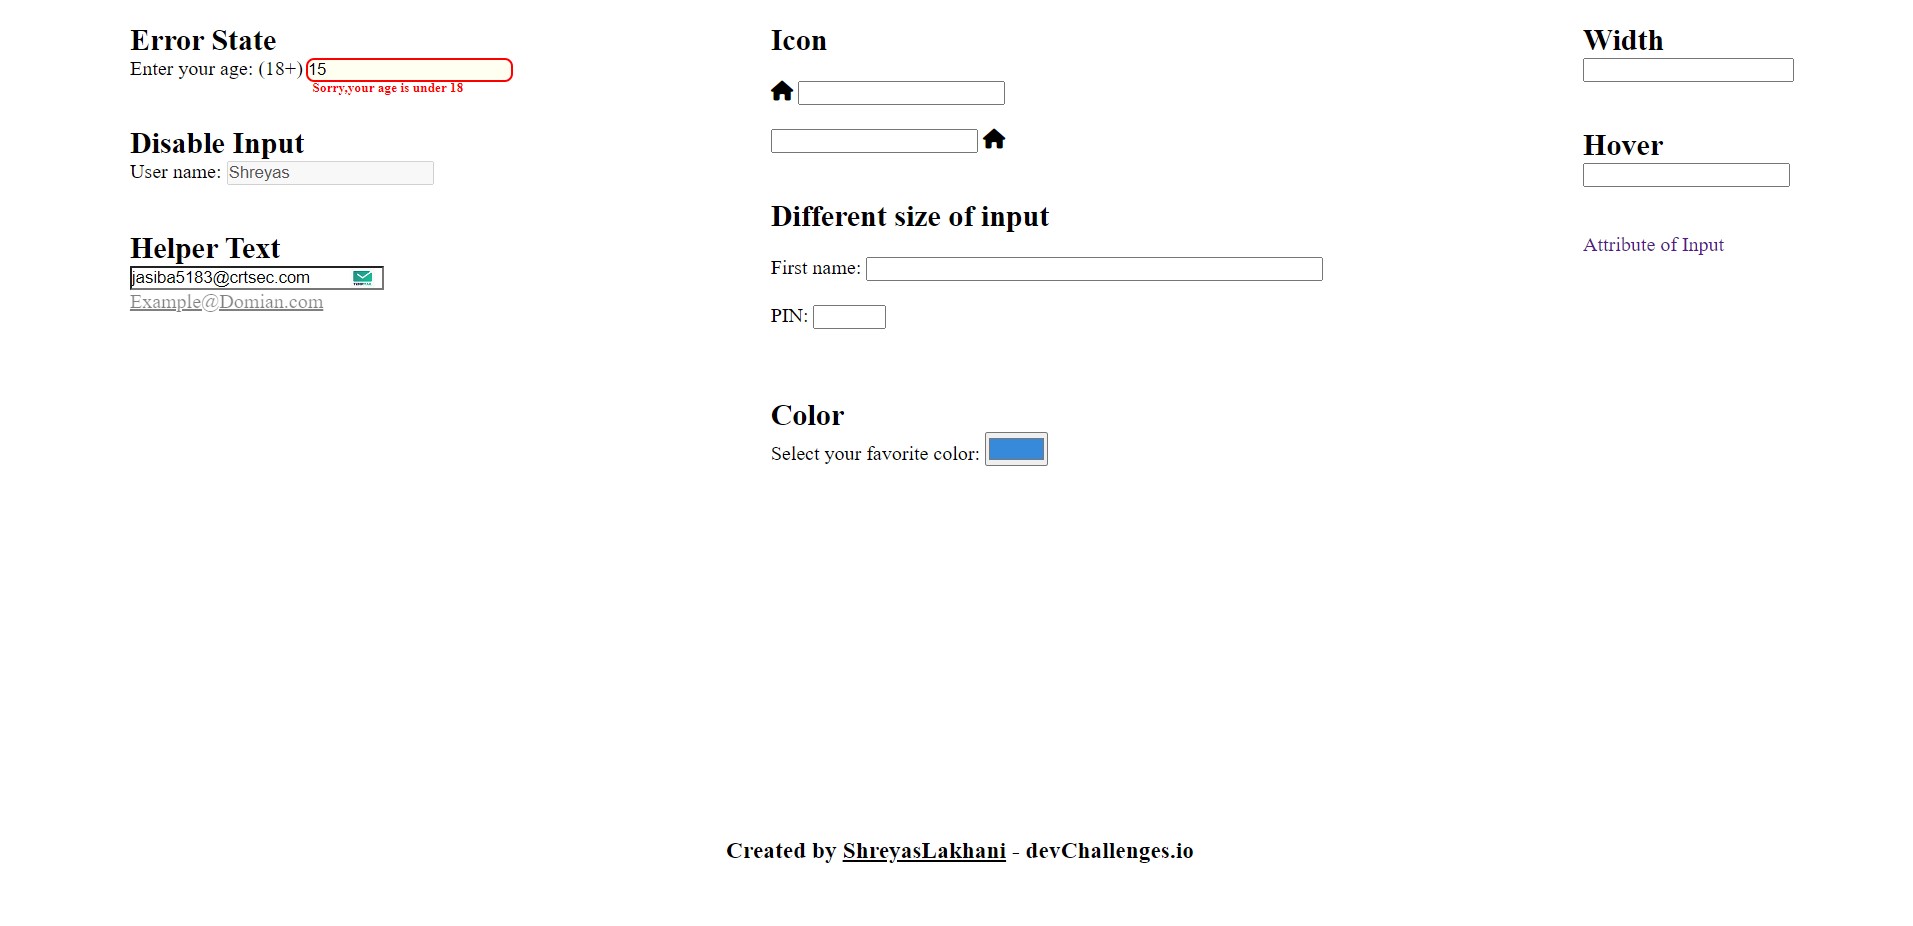 Error State
Enter your age: (18+) 15
Sorry,your age is under 18
Disable Input
User name: Shreyas
Helper Text
jasiba5183@crtsec.com
Example@Domian.com
Icon
Different size of input
First name:
PIN:
Color
Select your favorite color:
Width
Hover
Attribute of Input
Created by ShreyasLakhani - devChallenges.io